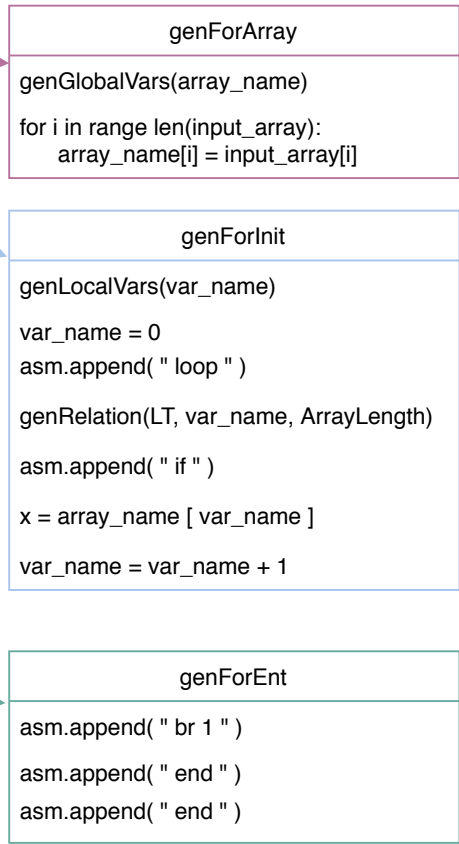 genForArray
genGlobalVars(array_name)
for i in range len(input_array):
array_name[i] = input_array[i]
genForInit
genLocalVars(var_name)
var_name = 0
asm.append( " loop " )
genRelation(LT, var_name, ArrayLength)
asm.append( " if " )
x = array_name [ var_name ]
var_name = var_name + 1
genForEnt
asm.append( " br 1 " )
asm.append( " end " )
asm.append( " end " )